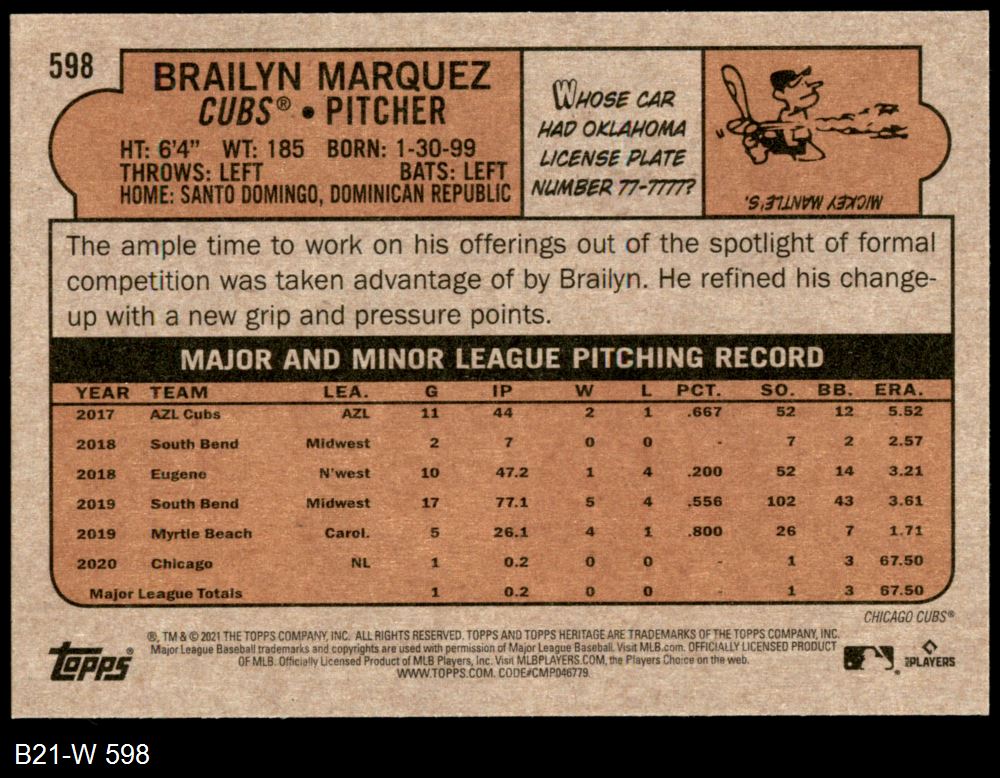 598
BRAILYN MARQUEZ
CUBS® • PITCHER
HT: 6'4" WT: 185 BORN: 1-30-99
THROWS: LEFT BATS: LEFT
HOME: SANTO DOMINGO, DOMINICAN REPUBLIC
WHOSE CAR
HAD OKLAHOMA
LICENSE PLATE
NUMBER 77-7777?
MICKEY MANTLE'S.
The ample time to work on his offerings out of the spotlight of formal
competition was taken advantage of by Brailyn. He refined his change-
up with a new grip and pressure points.
MAJOR AND MINOR LEAGUE PITCHING RECORD
YEAR TEAM LEA. G IP W L PCT. SO. BB. ERA.
2017 AZL Cubs AZL 11 44 2 1 .667 52 12 5.52
2018 South Bend Midwest 2 7 0 0 - 7 2 2.57
2018 Eugene N'west 10 47.2 1 4 .200 52 14 3.21
2019 South Bend Midwest 17 77.1 5 4 .556 102 43 3.61
2019 Myrtle Beach Carol. 5 26.1 4 1 .800 26 7 1.71
2020 Chicago NL 1 0.2 0 0 - 1 3 67.50
Major League Totals 1 0.2 0 0 - 1 3 67.50
CHICAGO CUBS®
®, TM & © 2021 THE TOPPS COMPANY, INC. ALL RIGHTS RESERVED. TOPPS AND TOPPS HERITAGE ARE TRADEMARKS OF THE TOPPS COMPANY, INC.
Major League Baseball trademarks and copyrights are used with permission of Major League Baseball. Visit MLB.com. OFFICIALLY LICENSED PRODUCT
OF MLB. Officially Licensed Product of MLB Players, Inc. Visit MLBPLAYERS.COM, the Players Choice on the web.
WWW.TOPPS.COM. CODE#CMP046779.
topps®
MLB PLAYERS
B21-W 598